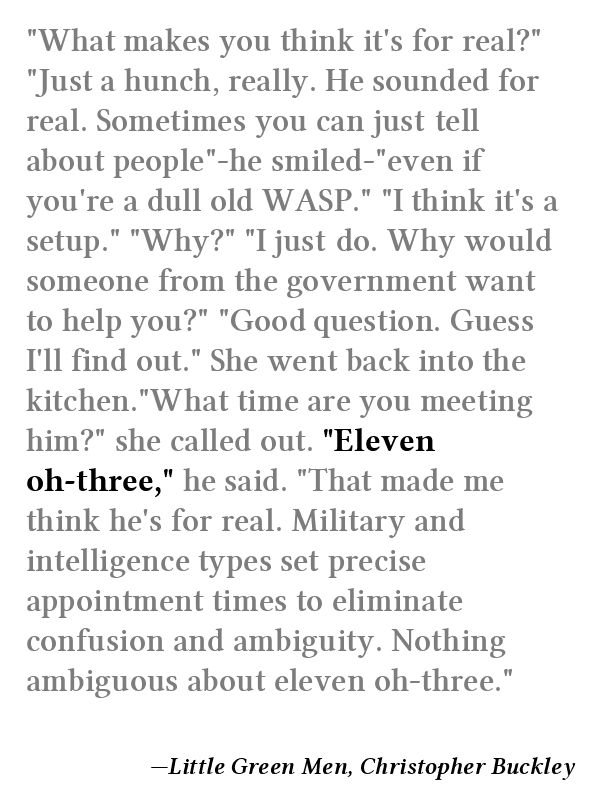 "What makes you think it's for real?"
"Just a hunch, really. He sounded for
real. Sometimes you can just tell
about people"-he smiled-"even if
you're a dull old WASP." "I think it's a
setup." "Why?" "I just do. Why would
someone from the government want
to help you?" "Good question. Guess
I'll find out." She went back into the
kitchen."What time are you meeting
him?" she called out. "Eleven
oh-three," he said. "That made me
think he's for real. Military and
intelligence types set precise
appointment times to eliminate
confusion and ambiguity. Nothing
ambiguous about eleven oh-three."
—Little Green Men, Christopher Buckley